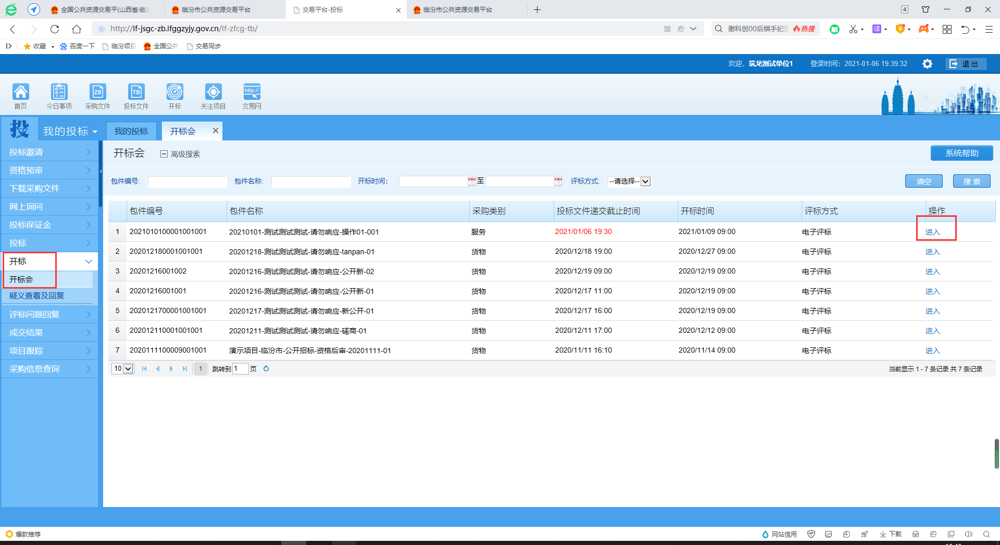 全国公共资源交易平(山西省·临
临汾市公共资源交易平台
交易平台-投标
临汾市公共资源交易平台
4
http://lf-jsgc-zb.lfggzyjy.gov.cn/lf-zfcg-tb/
谢科创00后棋手纪录
热搜
译
收藏
百度一下
临汾项目
全国公共
交易同步
欢迎,
筑龙测试单位1
登录时间: 2021-01-06 19:39:32
退 出
ZB
TB
http://
首页
今日事项
采购文件
投标文件
开标
关注项目
交易网
投
我的投标
我的投标
开标会
投标邀请
资格预审
下载采购文件
网上询问
投标保证金
投标
开标
开标会
疑义查看及回复
评标问题回复
成交结果
项目跟踪
采购信息查询
开标会
高级搜索
系统帮助
包件编号:
包件名称:
开标时间:
至
评标方式:
--请选择--
清空
搜 索
包件编号 包件名称 采购类别 投标文件递交截止时间 开标时间 评标方式 操作
1 2021010100001001001 20210101-测试测试测试-请勿响应-操作01-001 服务 2021/01/06 19:30 2021/01/09 09:00 电子评标 进入
2 202012180001001001 20201218-测试测试测试-请勿响应-tanpan-01 货物 2020/12/18 19:00 2020/12/27 09:00 电子评标 进入
3 20201216001002 20201216-测试测试测试-请勿响应-公开新-02 货物 2020/12/19 09:00 2020/12/19 09:00 电子评标 进入
4 20201216001001 20201216-测试测试测试-请勿响应-公开新-01 货物 2020/12/17 11:00 2020/12/19 09:00 电子评标 进入
5 2020121700001001001 20201217-测试测试测试-请勿响应-新公开-01 货物 2020/12/17 16:00 2020/12/19 09:00 电子评标 进入
6 202012110001001001 20201211-测试测试测试-请勿响应-磋商-01 货物 2020/12/11 17:00 2020/12/12 09:00 电子评标 进入
7 2020111100009001001 演示项目-临汾市-公开招标-资格后审-20201111-01 货物 2020/11/11 16:10 2020/11/14 09:00 电子评标 进入
10
1
跳转到 1 页
当前显示 1 - 7 条记录 共 7 条记录
爆款推荐
网站信用
下载